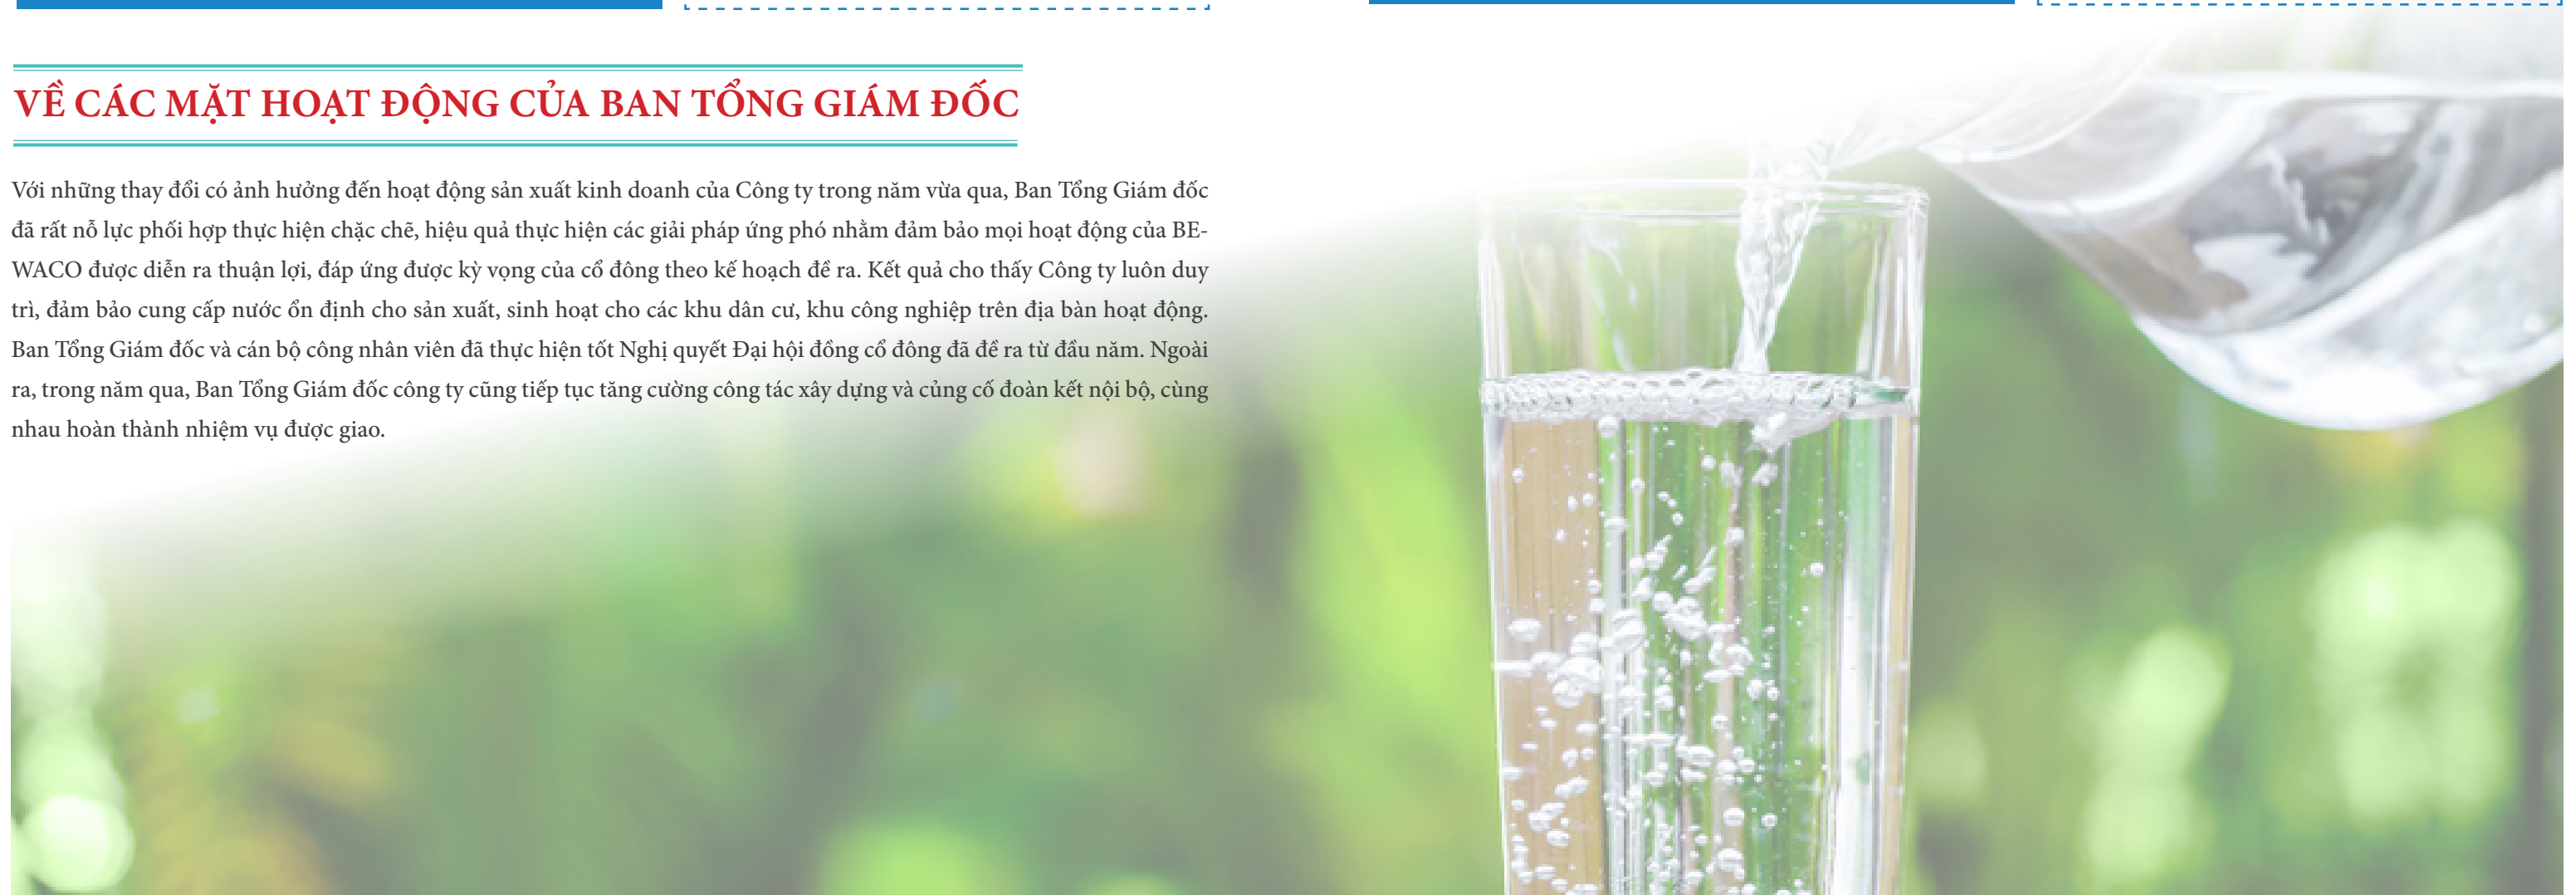 VỀ CÁC MẶT HOẠT ĐỘNG CỦA BAN TỔNG GIÁM ĐỐC
Với những thay đổi có ảnh hưởng đến hoạt động sản xuất kinh doanh của Công ty trong năm vừa qua, Ban Tổng Giám đốc
đã rất nỗ lực phối hợp thực hiện chặc chẽ, hiệu quả thực hiện các giải pháp ứng phó nhằm đảm bảo mọi hoạt động của BE-
WACO được diễn ra thuận lợi, đáp ứng được kỳ vọng của cổ đông theo kế hoạch đề ra. Kết quả cho thấy Công ty luôn duy
trì, đảm bảo cung cấp nước ổn định cho sản xuất, sinh hoạt cho các khu dân cư, khu công nghiệp trên địa bàn hoạt động.
Ban Tổng Giám đốc và cán bộ công nhân viên đã thực hiện tốt Nghị quyết Đại hội đồng cổ đông đã đề ra từ đầu năm. Ngoài
ra, trong năm qua, Ban Tổng Giám đốc công ty cũng tiếp tục tăng cường công tác xây dựng và củng cố đoàn kết nội bộ, cùng
nhau hoàn thành nhiệm vụ được giao.